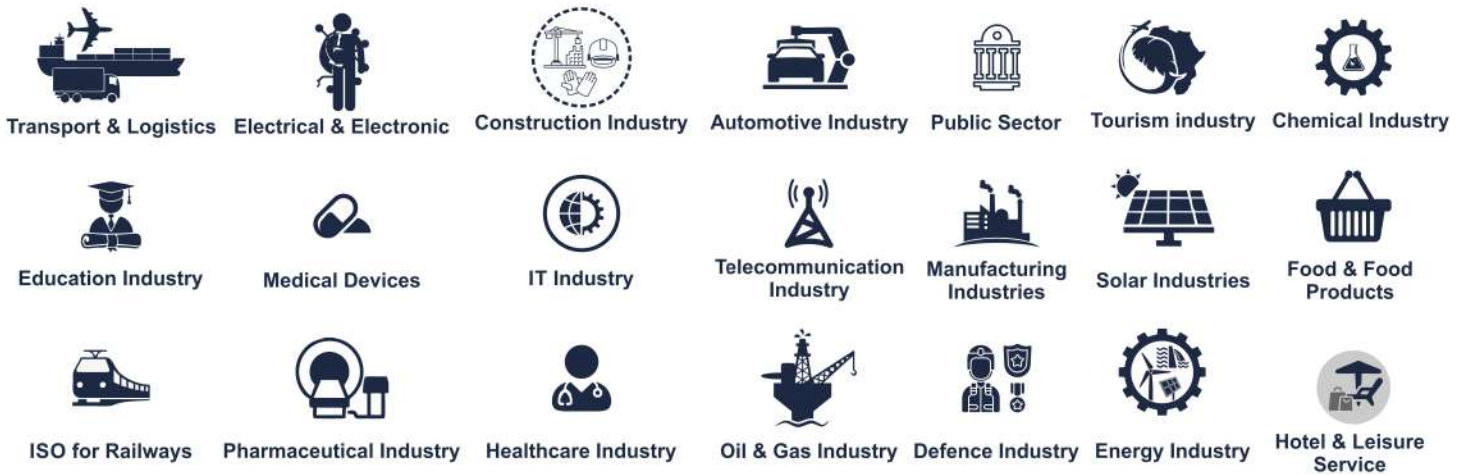 Transport & Logistics
Electrical & Electronic
Construction Industry
Automotive Industry
Public Sector
Tourism industry
Chemical Industry
Education Industry
Medical Devices
IT Industry
Telecommunication
Industry
Manufacturing
Industries
Solar Industries
Food & Food
Products
ISO for Railways
Pharmaceutical Industry
Healthcare Industry
Oil & Gas Industry
Defence Industry
Energy Industry
Hotel & Leisure
Service